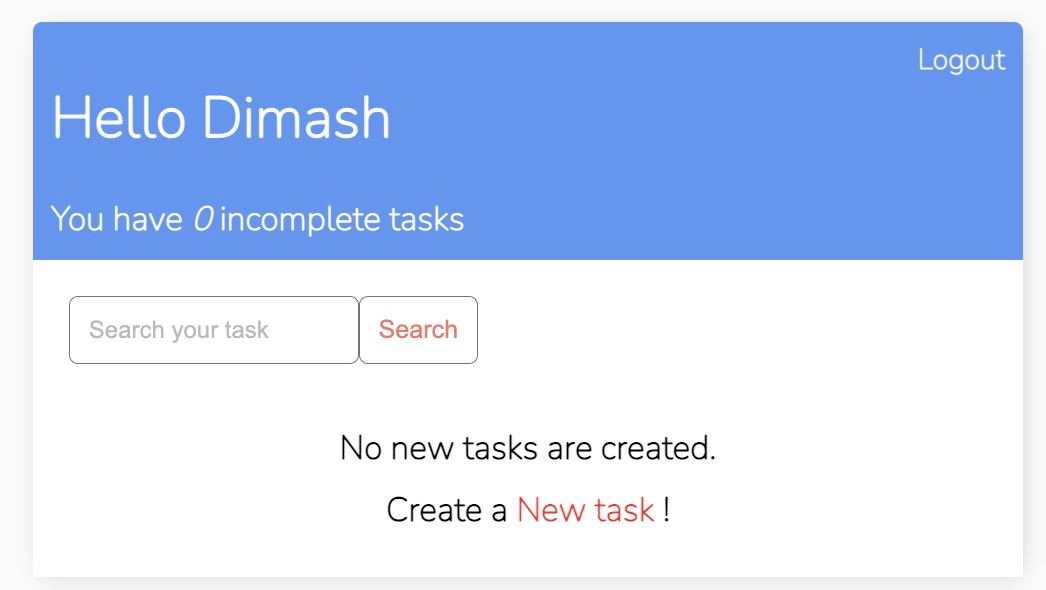 Logout
Hello Dimash
You have 0 incomplete tasks
Search your task
Search
No new tasks are created.
Create a New task !